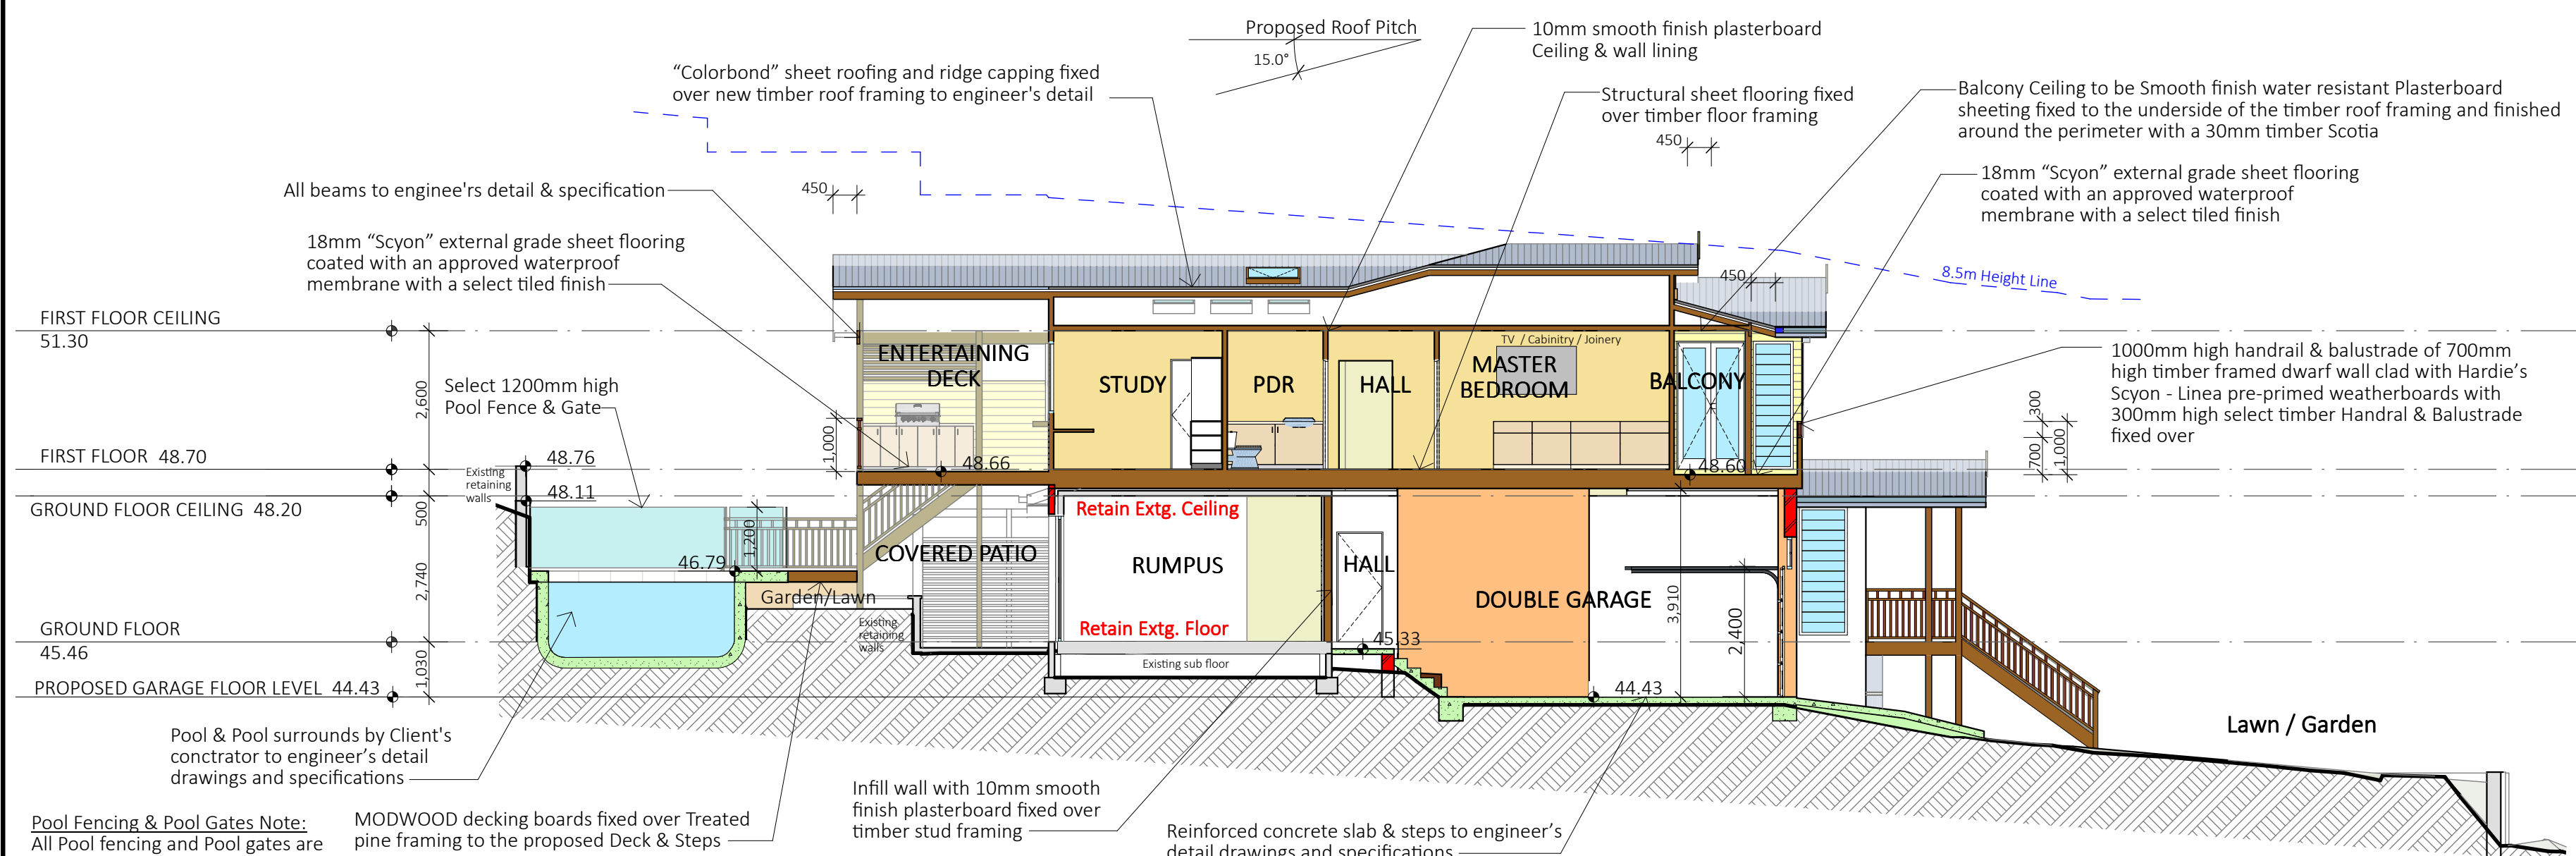 Proposed Roof Pitch
15.0°
10mm smooth finish plasterboard
Ceiling & wall lining
"Colorbond" sheet roofing and ridge capping fixed
over new timber roof framing to engineer's detail
Structural sheet flooring fixed
over timber floor framing
450
Balcony Ceiling to be Smooth finish water resistant Plasterboard
sheeting fixed to the underside of the timber roof framing and finished
around the perimeter with a 30mm timber Scotia
All beams to enginee'rs detail & specification
450
18mm "Scyon" external grade sheet flooring
coated with an approved waterproof
membrane with a select tiled finish
18mm "Scyon" external grade sheet flooring
coated with an approved waterproof
membrane with a select tiled finish
450
8.5m Height Line
FIRST FLOOR CEILING
51.30
2,600
Select 1200mm high
Pool Fence & Gate
1,000
ENTERTAINING
DECK
STUDY
PDR
HALL
TV / Cabinitry / Joinery
MASTER
BEDROOM
BALCONY
1000mm high handrail & balustrade of 700mm
high timber framed dwarf wall clad with Hardie's
Scyon - Linea pre-primed weatherboards with
300mm high select timber Handral & Balustrade
fixed over
300
700
1,000
FIRST FLOOR 48.70
Existing
retaining
walls
48.76
48.11
48.66
48.60
GROUND FLOOR CEILING 48.20
500
2,740
1,200
46.79
COVERED PATIO
Retain Extg. Ceiling
RUMPUS
Retain Extg. Floor
HALL
DOUBLE GARAGE
3,910
2,400
Garden/Lawn
Existing
retaining
walls
GROUND FLOOR
45.46
1,030
45.33
Existing sub floor
PROPOSED GARAGE FLOOR LEVEL 44.43
44.43
Lawn / Garden
Pool & Pool surrounds by Client's
conctrator to engineer's detail
drawings and specifications
Infill wall with 10mm smooth
finish plasterboard fixed over
timber stud framing
Pool Fencing & Pool Gates Note:
All Pool fencing and Pool gates are
MODWOOD decking boards fixed over Treated
pine framing to the proposed Deck & Steps
Reinforced concrete slab & steps to engineer's
detail drawings and specifications